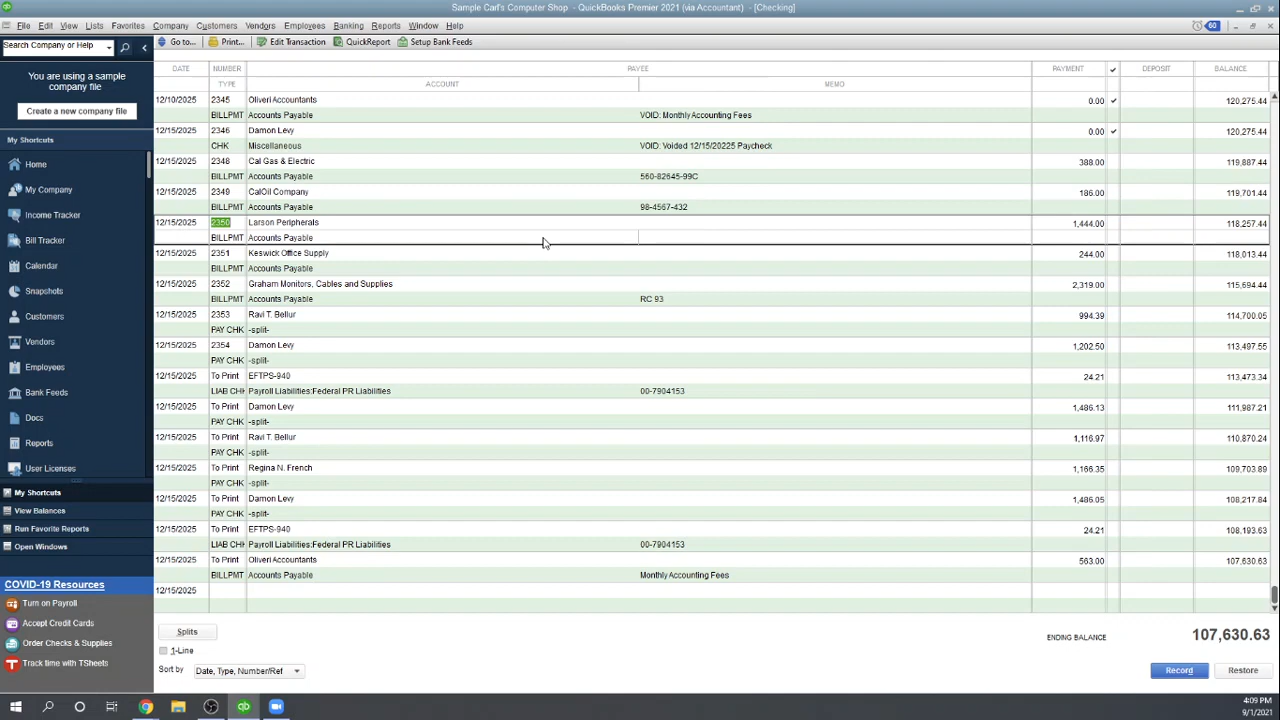 Sample Carl's Computer Shop - QuickBooks Premier 2021 (via Accountant) - [Checking]
File Edit View Lists Favorites Company Customers Vendors Employees Banking Reports Window Help
60
Search Company or Help
Go to... Print... Edit Transaction QuickReport Setup Bank Feeds
You are using a sample
company file
Create a new company file
My Shortcuts
Home
My Company
Income Tracker
Bill Tracker
Calendar
Snapshots
Customers
Vendors
Employees
Bank Feeds
Docs
Reports
User Licenses
My Shortcuts
View Balances
Run Favorite Reports
Open Windows
COVID-19 Resources
Turn on Payroll
Accept Credit Cards
Order Checks & Supplies
Track time with TSheets
DATE NUMBER PAYEE PAYMENT ✓ DEPOSIT BALANCE
TYPE ACCOUNT MEMO
12/10/2025 2345 Oliveri Accountants 0.00 ✓ 120,275.44
BILLPMT Accounts Payable VOID: Monthly Accounting Fees
12/15/2025 2346 Damon Levy 0.00 ✓ 120,275.44
CHK Miscellaneous VOID: Voided 12/15/20225 Paycheck
12/15/2025 2348 Cal Gas & Electric 388.00 119,887.44
BILLPMT Accounts Payable 560-82645-99C
12/15/2025 2349 CalOil Company 186.00 119,701.44
BILLPMT Accounts Payable 98-4567-432
12/15/2025 2350 Larson Peripherals 1,444.00 118,257.44
BILLPMT Accounts Payable
12/15/2025 2351 Keswick Office Supply 244.00 118,013.44
BILLPMT Accounts Payable
12/15/2025 2352 Graham Monitors, Cables and Supplies 2,319.00 115,694.44
BILLPMT Accounts Payable RC 93
12/15/2025 2353 Ravi T. Bellur 994.39 114,700.05
PAY CHK -split-
12/15/2025 2354 Damon Levy 1,202.50 113,497.55
PAY CHK -split-
12/15/2025 To Print EFTPS-940 24.21 113,473.34
LIAB CHK Payroll Liabilities:Federal PR Liabilities 00-7904153
12/15/2025 To Print Damon Levy 1,486.13 111,987.21
PAY CHK -split-
12/15/2025 To Print Ravi T. Bellur 1,116.97 110,870.24
PAY CHK -split-
12/15/2025 To Print Regina N. French 1,166.35 109,703.89
PAY CHK -split-
12/15/2025 To Print Damon Levy 1,486.05 108,217.84
PAY CHK -split-
12/15/2025 To Print EFTPS-940 24.21 108,193.63
LIAB CHK Payroll Liabilities:Federal PR Liabilities 00-7904153
12/15/2025 To Print Oliveri Accountants 563.00 107,630.63
BILLPMT Accounts Payable Monthly Accounting Fees
12/15/2025
Splits
ENDING BALANCE 107,630.63
1-Line
Sort by Date, Type, Number/Ref
Record Restore
4:09 PM
9/1/2021